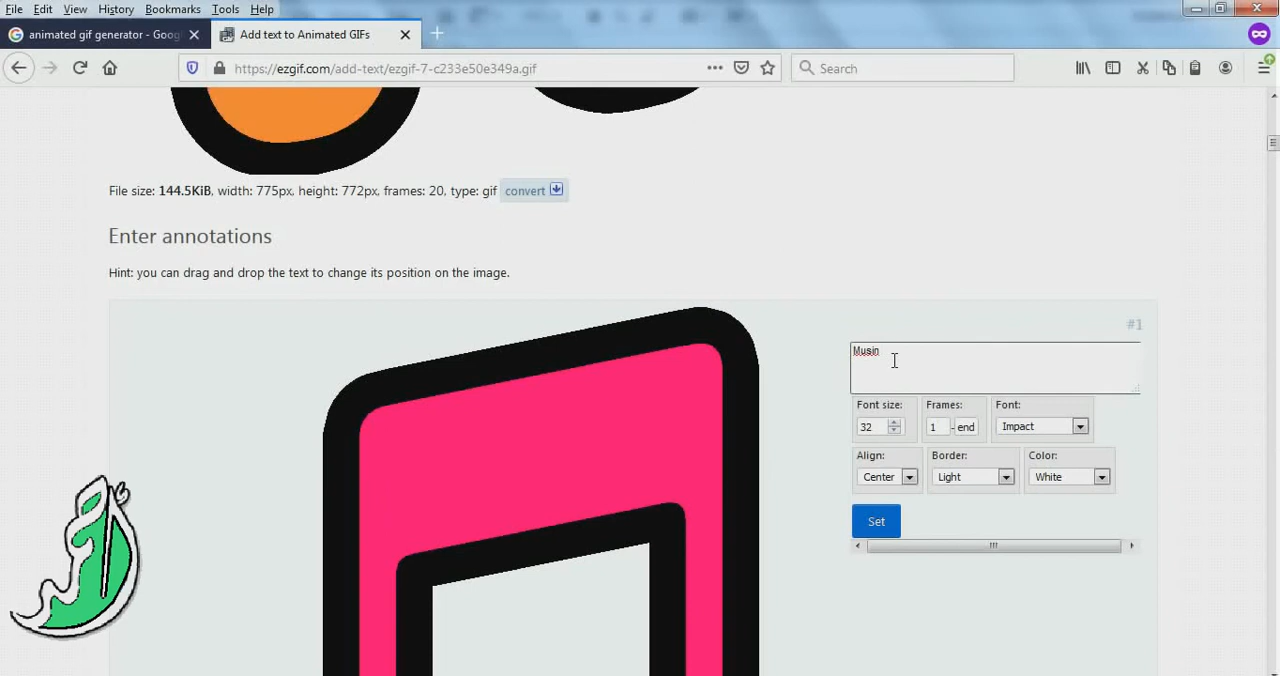 File Edit View History Bookmarks Tools Help
animated gif generator - Goog
Add text to Animated GIFs
https://ezgif.com/add-text/ezgif-7-c233e50e349a.gif
Search
File size: 144.5KiB, width: 775px, height: 772px, frames: 20, type: gif convert
Enter annotations
Hint: you can drag and drop the text to change its position on the image.
#1
Musin
Font size: Frames: Font:
32 1 - end Impact
Align: Border: Color:
Center Light White
Set